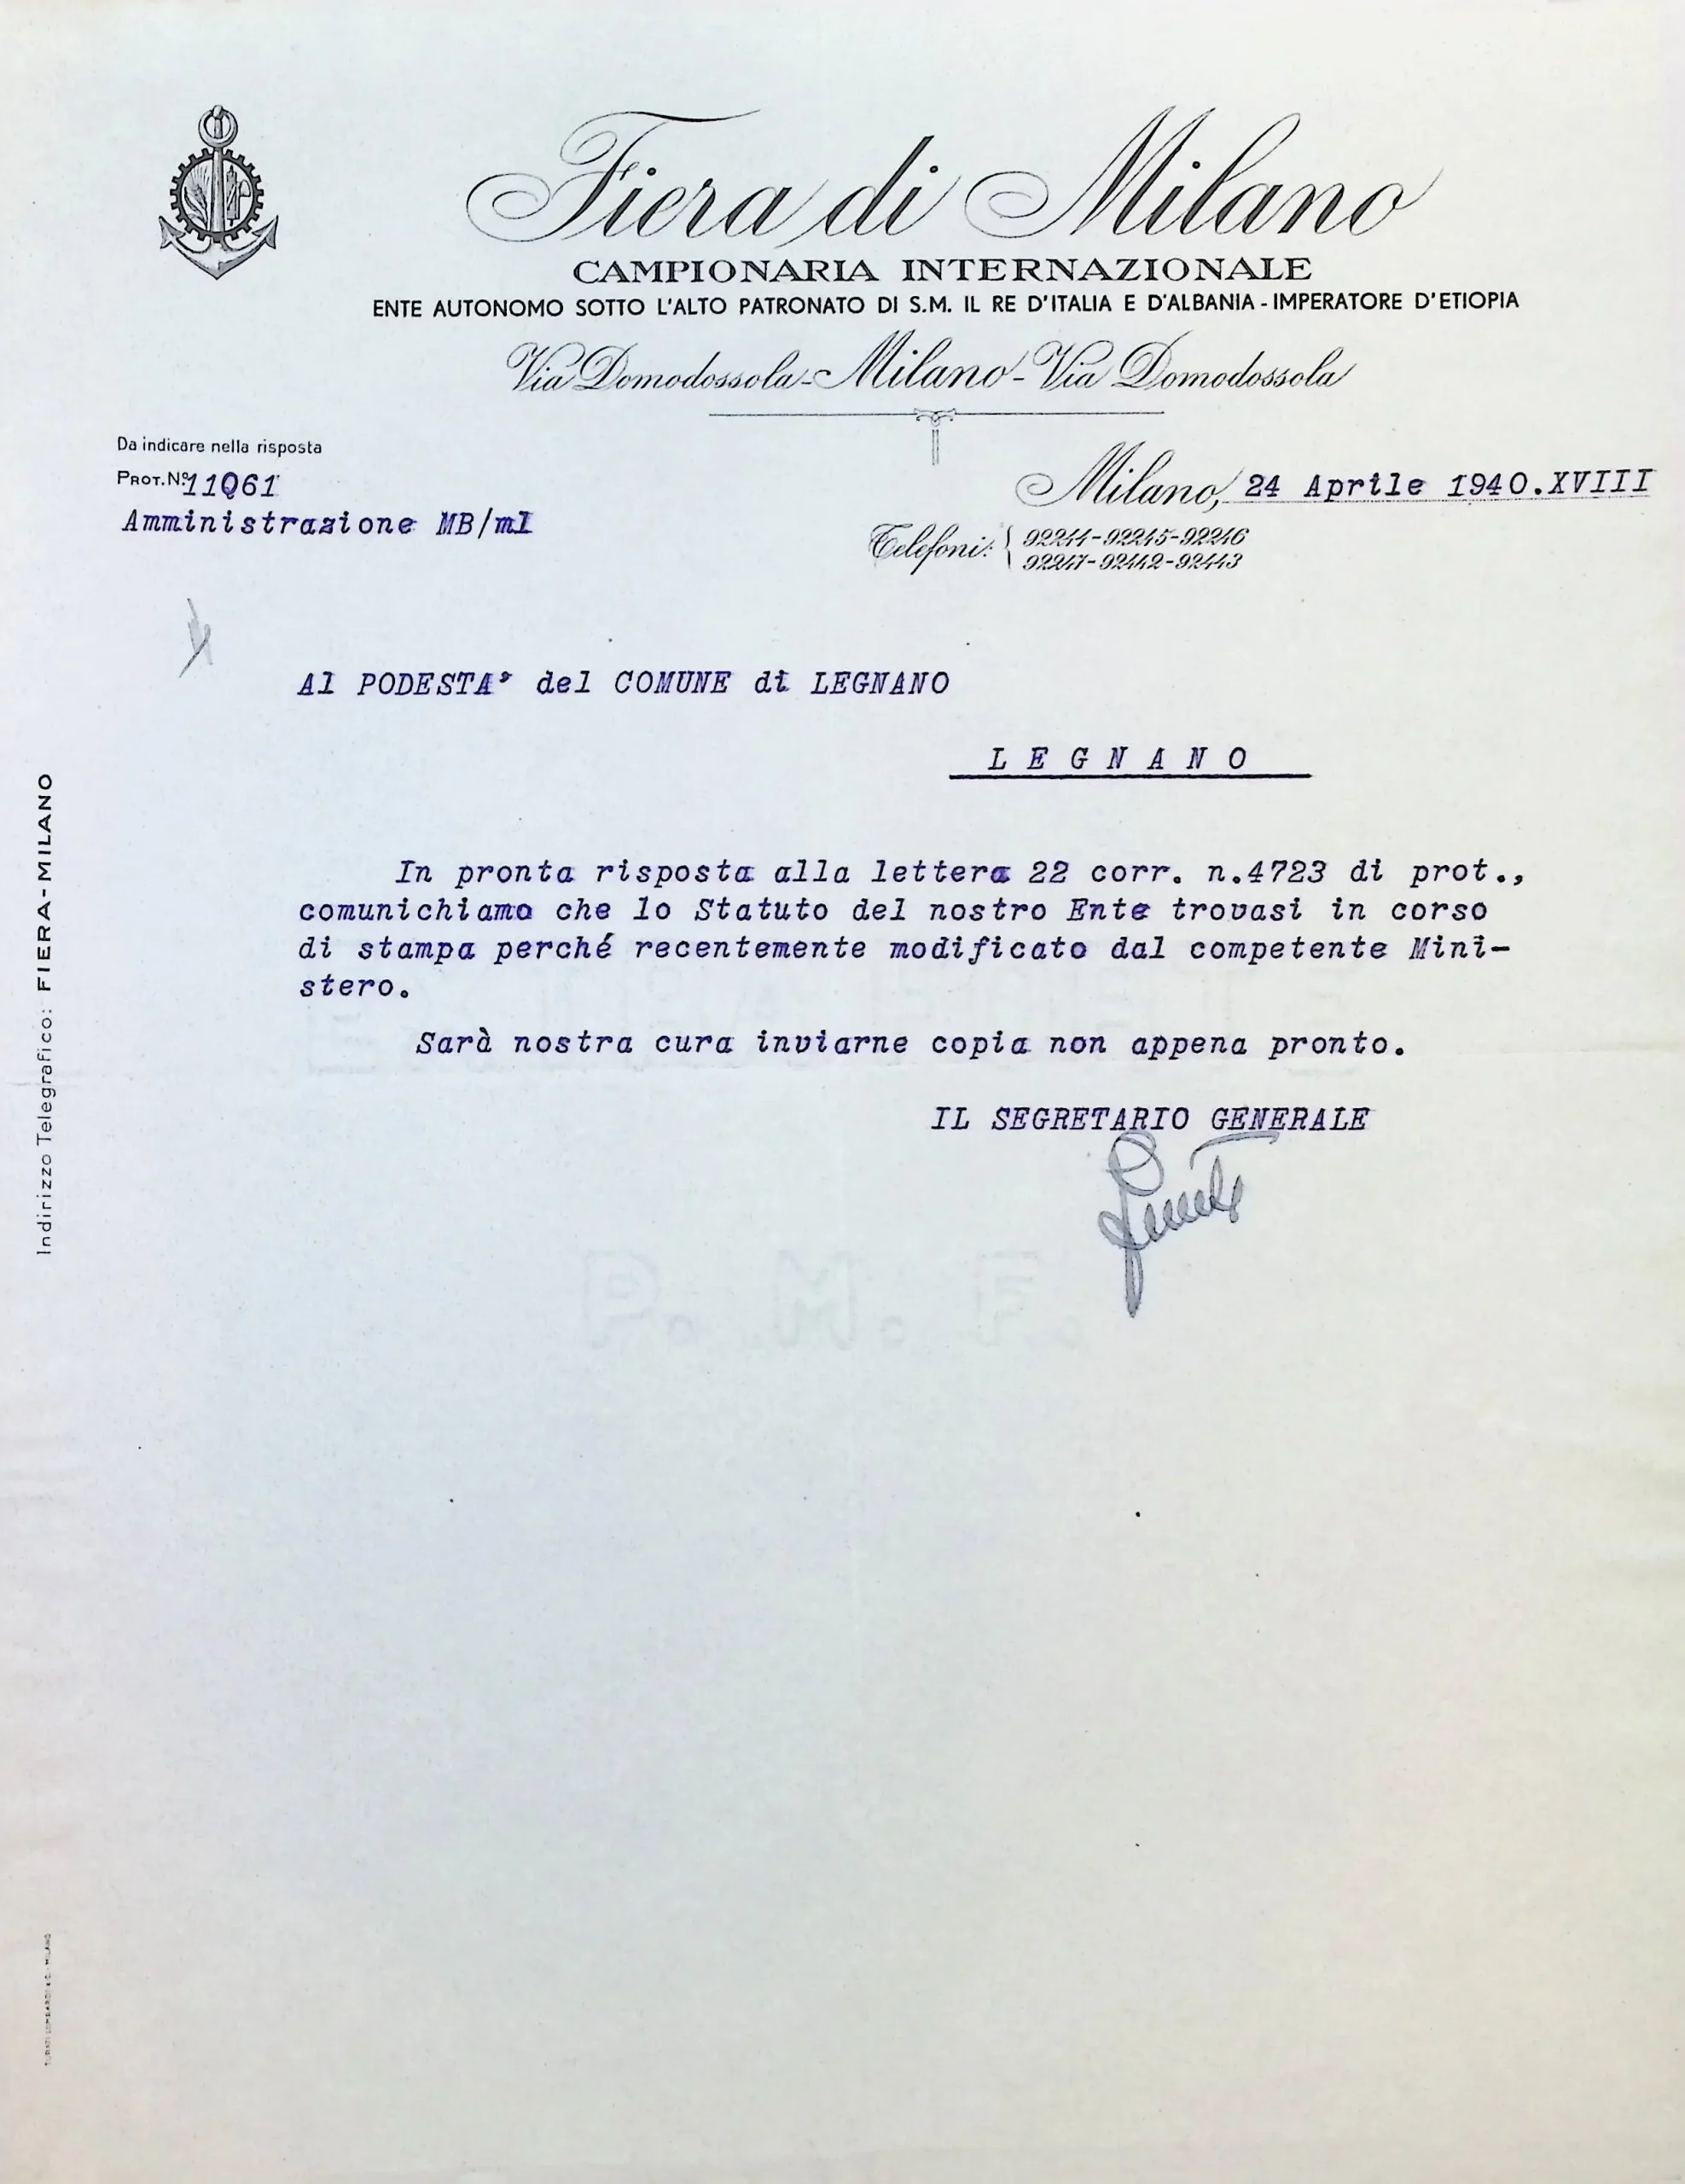 Fiera di Milano
CAMPIONARIA INTERNAZIONALE
ENTE AUTONOMO SOTTO L'ALTO PATRONATO DI S.M. IL RE D'ITALIA E D'ALBANIA - IMPERATORE D'ETIOPIA
Via Domodossola - Milano - Via Domodossola
Da indicare nella risposta
PROT. N.º 11061
Amministrazione MB/ml
Milano, 24 Aprile 1940.XVIII
Telefoni: 92244-92245-92246
92247-92442-92443
Al PODESTA' del COMUNE di LEGNANO
L E G N A N O
In pronta risposta alla lettera 22 corr. n.4723 di prot.,
comunichiamo che lo Statuto del nostro Ente trovasi in corso
di stampa perché recentemente modificato dal competente Mini-
stero.
Sarà nostra cura inviarne copia non appena pronto.
IL SEGRETARIO GENERALE
Indirizzo Telegrafico: FIERA-MILANO
P. M. F.